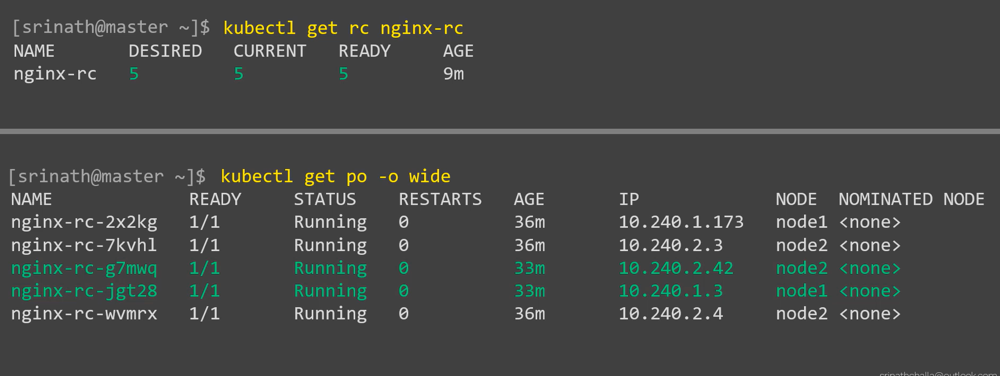 [srinath@master ~]$ kubectl get rc nginx-rc
NAME DESIRED CURRENT READY AGE
nginx-rc 5 5 5 9m
[srinath@master ~]$ kubectl get po -o wide
NAME READY STATUS RESTARTS AGE IP NODE NOMINATED NODE
nginx-rc-2x2kg 1/1 Running 0 36m 10.240.1.173 node1 <none>
nginx-rc-7kvhl 1/1 Running 0 36m 10.240.2.3 node2 <none>
nginx-rc-g7mwq 1/1 Running 0 33m 10.240.2.42 node2 <none>
nginx-rc-jgt28 1/1 Running 0 33m 10.240.1.3 node1 <none>
nginx-rc-wvmrx 1/1 Running 0 36m 10.240.2.4 node2 <none>